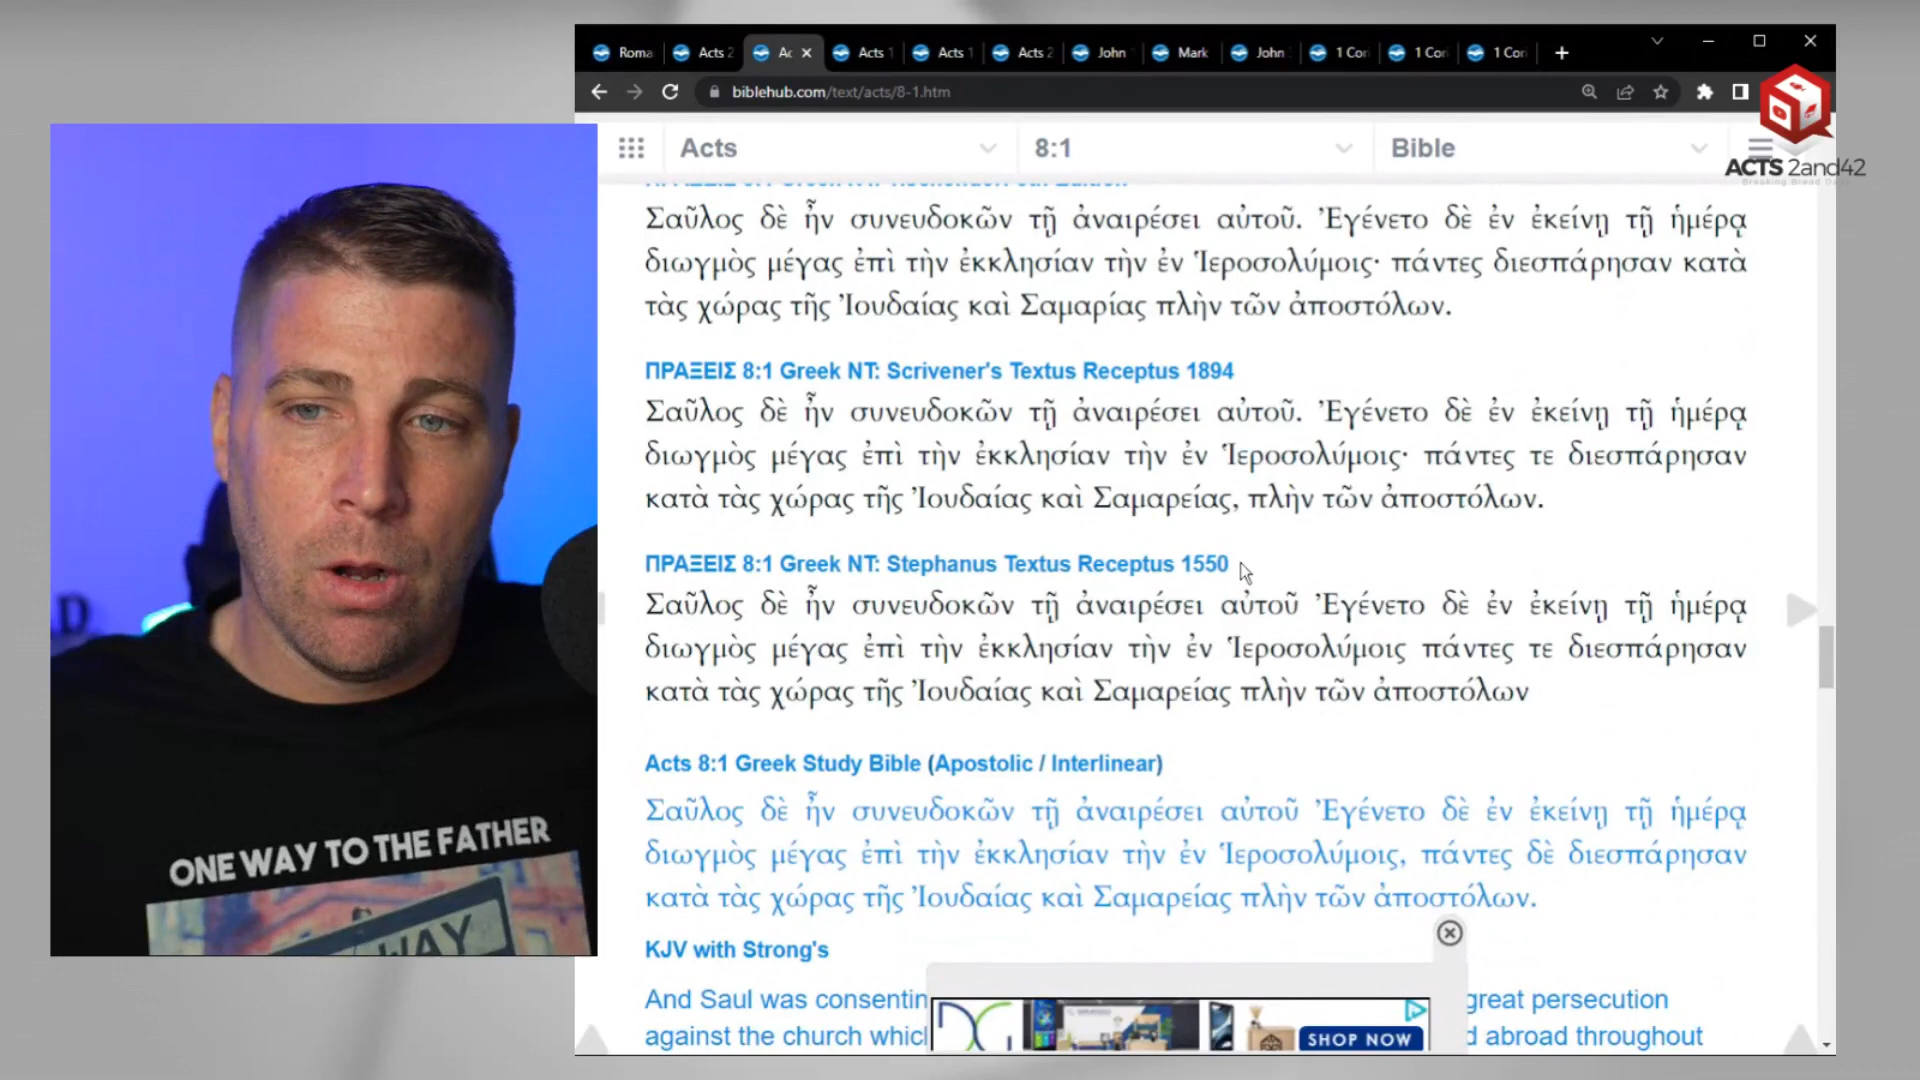 Roma
Acts 2
Ac
Acts 1
Acts 1
Acts 2
John
Mark
John
1 Cor
1 Cor
1 Cor
biblehub.com/text/acts/8-1.htm
Acts
8:1
Bible
ACTS 2and42
Σαῦλος δὲ ἦν συνευδοκῶν τῇ ἀναιρέσει αὐτοῦ. Ἐγένετο δὲ ἐν ἐκείνῃ τῇ ἡμέρᾳ
διωγμὸς μέγας ἐπὶ τὴν ἐκκλησίαν τὴν ἐν Ἱεροσολύμοις· πάντες διεσπάρησαν κατὰ
τὰς χώρας τῆς Ἰουδαίας καὶ Σαμαρίας πλὴν τῶν ἀποστόλων.
ΠΡΑΞΕΙΣ 8:1 Greek NT: Scrivener's Textus Receptus 1894
Σαῦλος δὲ ἦν συνευδοκῶν τῇ ἀναιρέσει αὐτοῦ. Ἐγένετο δὲ ἐν ἐκείνῃ τῇ ἡμέρᾳ
διωγμὸς μέγας ἐπὶ τὴν ἐκκλησίαν τὴν ἐν Ἱεροσολύμοις· πάντες τε διεσπάρησαν
κατὰ τὰς χώρας τῆς Ἰουδαίας καὶ Σαμαρείας, πλὴν τῶν ἀποστόλων.
ΠΡΑΞΕΙΣ 8:1 Greek NT: Stephanus Textus Receptus 1550
Σαῦλος δὲ ἦν συνευδοκῶν τῇ ἀναιρέσει αὐτοῦ Ἐγένετο δὲ ἐν ἐκείνῃ τῇ ἡμέρᾳ
διωγμὸς μέγας ἐπὶ τὴν ἐκκλησίαν τὴν ἐν Ἱεροσολύμοις πάντες τε διεσπάρησαν
κατὰ τὰς χώρας τῆς Ἰουδαίας καὶ Σαμαρείας πλὴν τῶν ἀποστόλων
Acts 8:1 Greek Study Bible (Apostolic / Interlinear)
Σαῦλος δὲ ἦν συνευδοκῶν τῇ ἀναιρέσει αὐτοῦ Ἐγένετο δὲ ἐν ἐκείνῃ τῇ ἡμέρᾳ
διωγμὸς μέγας ἐπὶ τὴν ἐκκλησίαν τὴν ἐν Ἱεροσολύμοις, πάντες δὲ διεσπάρησαν
κατὰ τὰς χώρας τῆς Ἰουδαίας καὶ Σαμαρείας πλὴν τῶν ἀποστόλων.
KJV with Strong's
And Saul was consentin great persecution
against the church whic d abroad throughout
SHOP NOW
ONE WAY TO THE FATHER
WAY
D